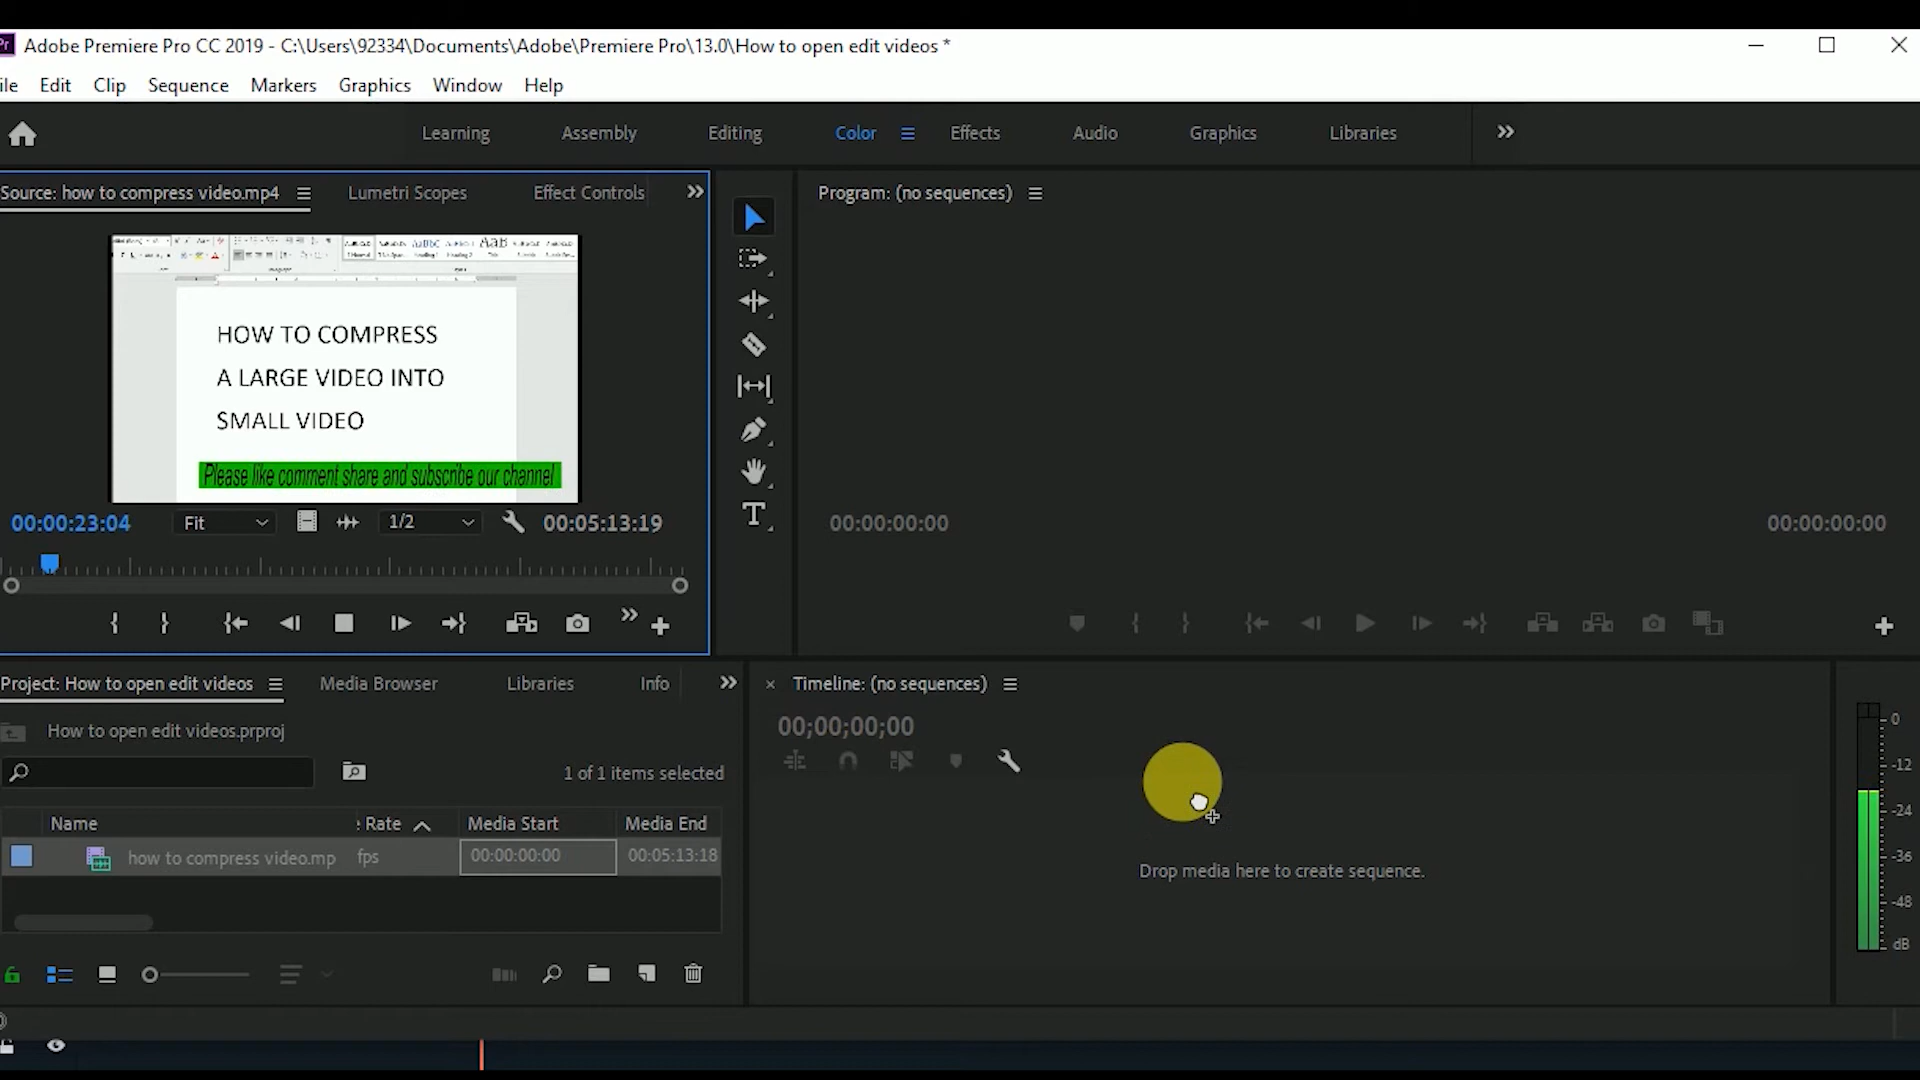 Pr Adobe Premiere Pro CC 2019 - C:\Users\92334\Documents\Adobe\Premiere Pro\13.0\How to open edit videos *
ile Edit Clip Sequence Markers Graphics Window Help
Learning Assembly Editing Color Effects Audio Graphics Libraries
Source: how to compress video.mp4 Lumetri Scopes Effect Controls
Program: (no sequences)
HOW TO COMPRESS
A LARGE VIDEO INTO
SMALL VIDEO
Please like comment share and subscribe our channel
00:00:23:04 Fit 1/2 00:05:13:19
00:00:00:00 00:00:00:00
Project: How to open edit videos Media Browser Libraries Info
Timeline: (no sequences)
00;00;00;00
How to open edit videos.prproj
1 of 1 items selected
Name Rate Media Start Media End
how to compress video.mp fps 00:00:00:00 00:05:13:18
Drop media here to create sequence.
0
-12
-24
-36
-48
dB